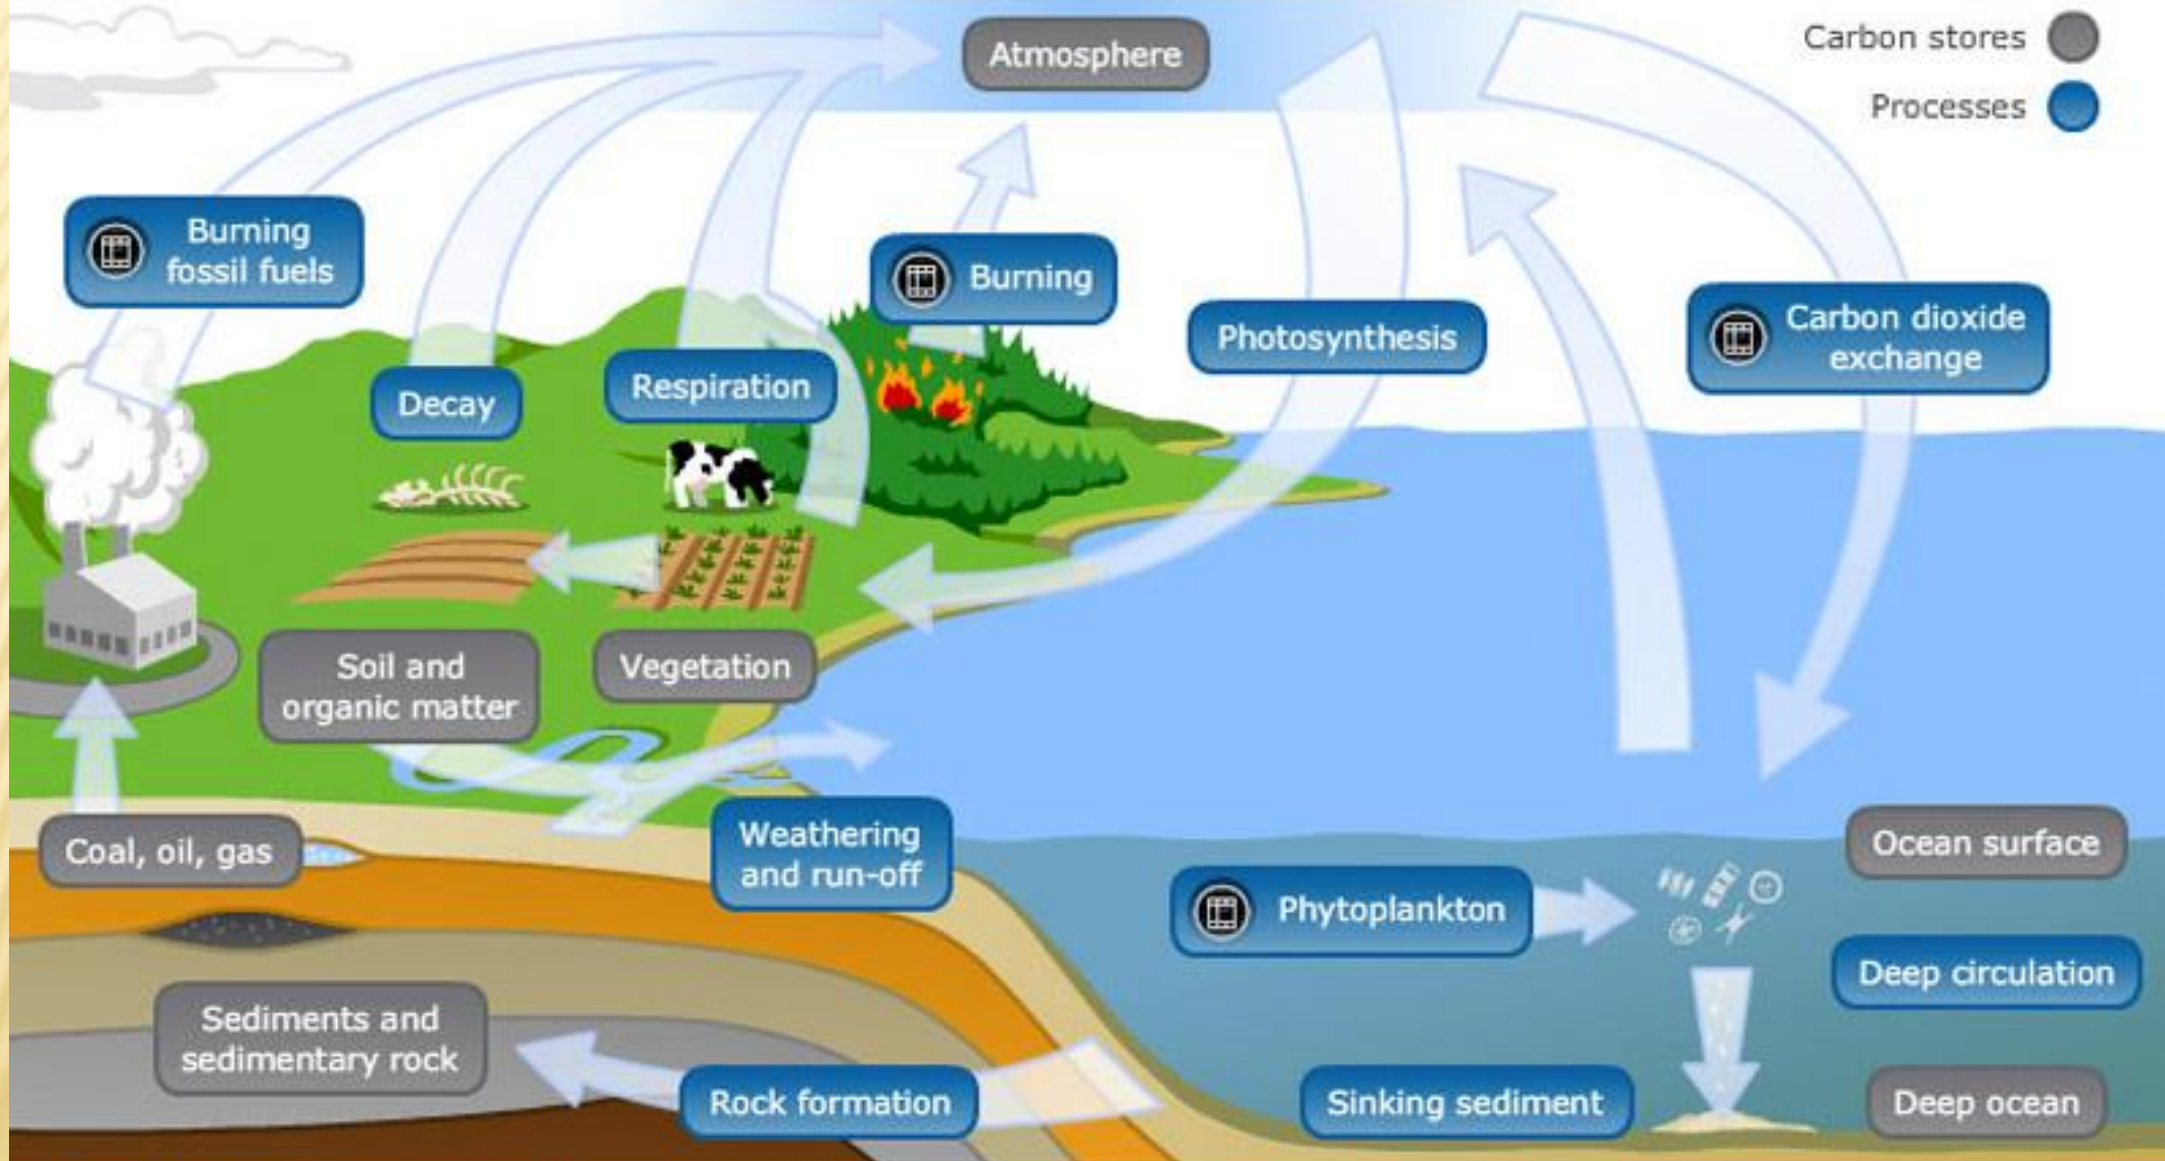 Atmosphere
Carbon stores
Processes
Burning
fossil fuels
Burning
Photosynthesis
Carbon dioxide
exchange
Decay
Respiration
Soil and
organic matter
Vegetation
Coal, oil, gas
Weathering
and run-off
Ocean surface
Phytoplankton
Deep circulation
Sediments and
sedimentary rock
Rock formation
Sinking sediment
Deep ocean